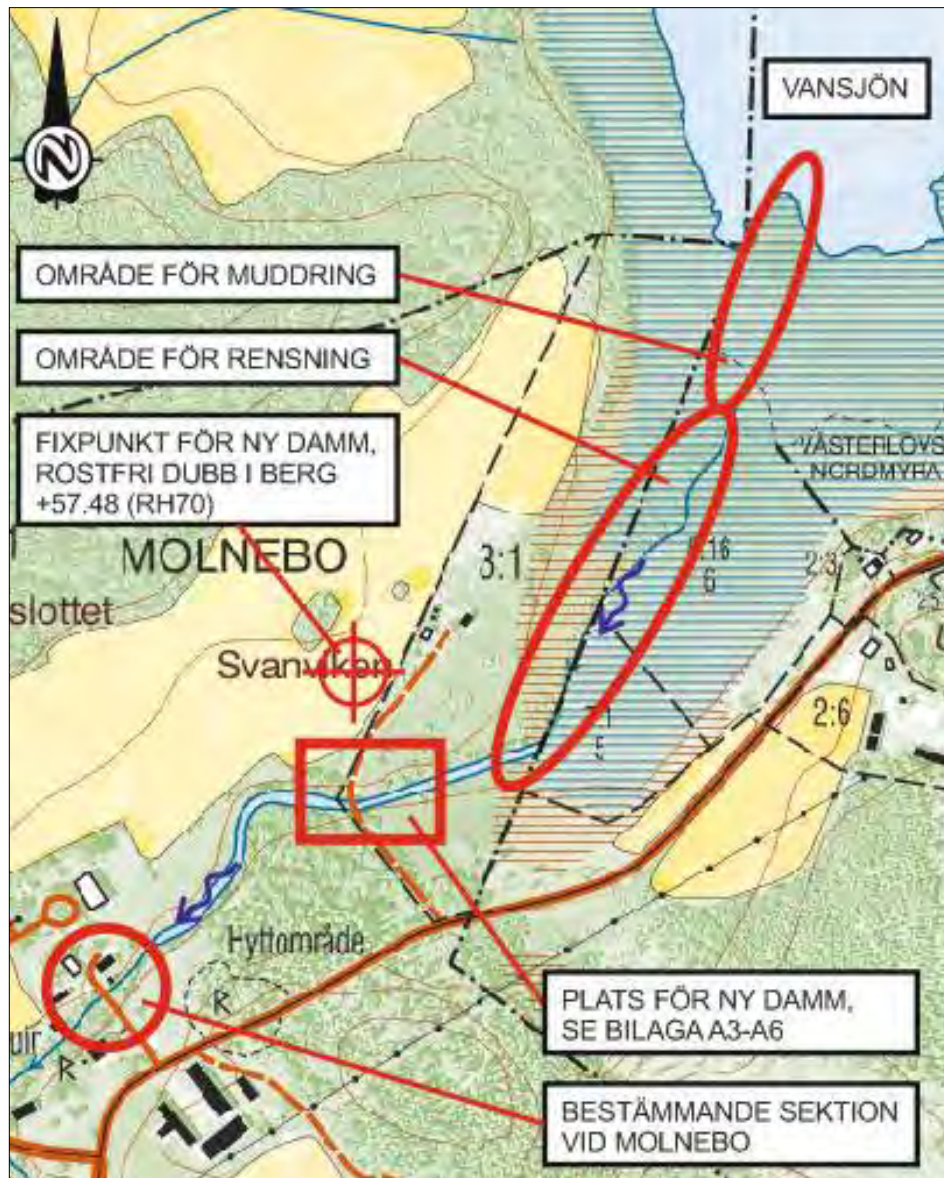 VANSJÖN
OMRÅDE FÖR MUDDRING
OMRÅDE FÖR RENSNING
FIXPUNKT FÖR NY DAMM,
ROSTFRI DUBB I BERG
+57.48 (RH70)
VÄSTERLÖVS
NORDMYRA
MOLNEBO
3:1
2:3
slottet
Svanviken
2:6
Hyttområde
R
R
PLATS FÖR NY DAMM,
SE BILAGA A3-A6
BESTÄMMANDE SEKTION
VID MOLNEBO